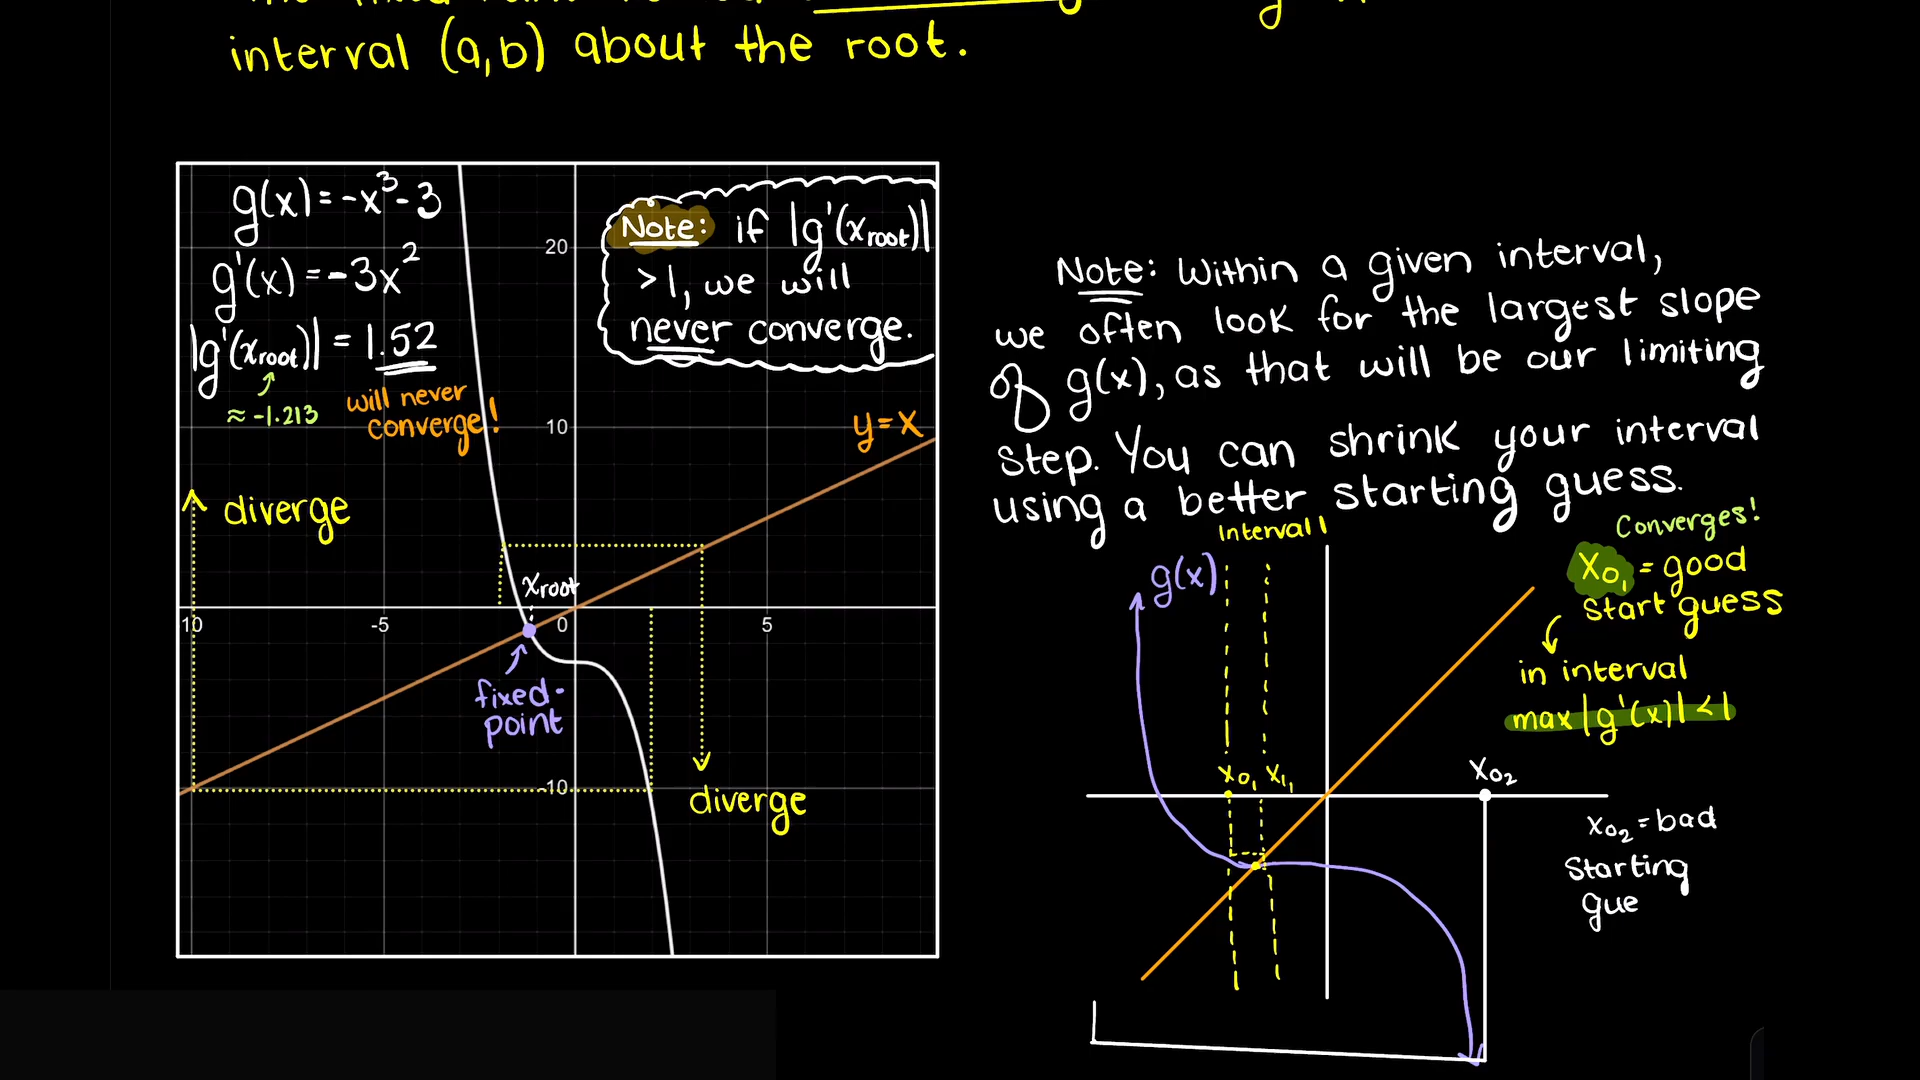 interval (a,b) about the root.
g(x)=-x³-3
g'(x)=-3x²
|g'(xroot)| = 1.52
≈ -1.213
will never
converge!
Note: if |g'(xroot)|
>1, we will
never converge.
20
10
y=x
diverge
xroot
10
-5
0
5
fixed-
point
-10
diverge
Note: Within a given interval,
we often look for the largest slope
of g(x), as that will be our limiting
step. You can shrink your interval
using a better starting guess.
Interval 1
Converges!
g(x)
x₀₁ = good
start guess
in interval
max |g'(x)| < 1
x₀₁ x₁₁
x₀₂
x₀₂ = bad
starting
gue